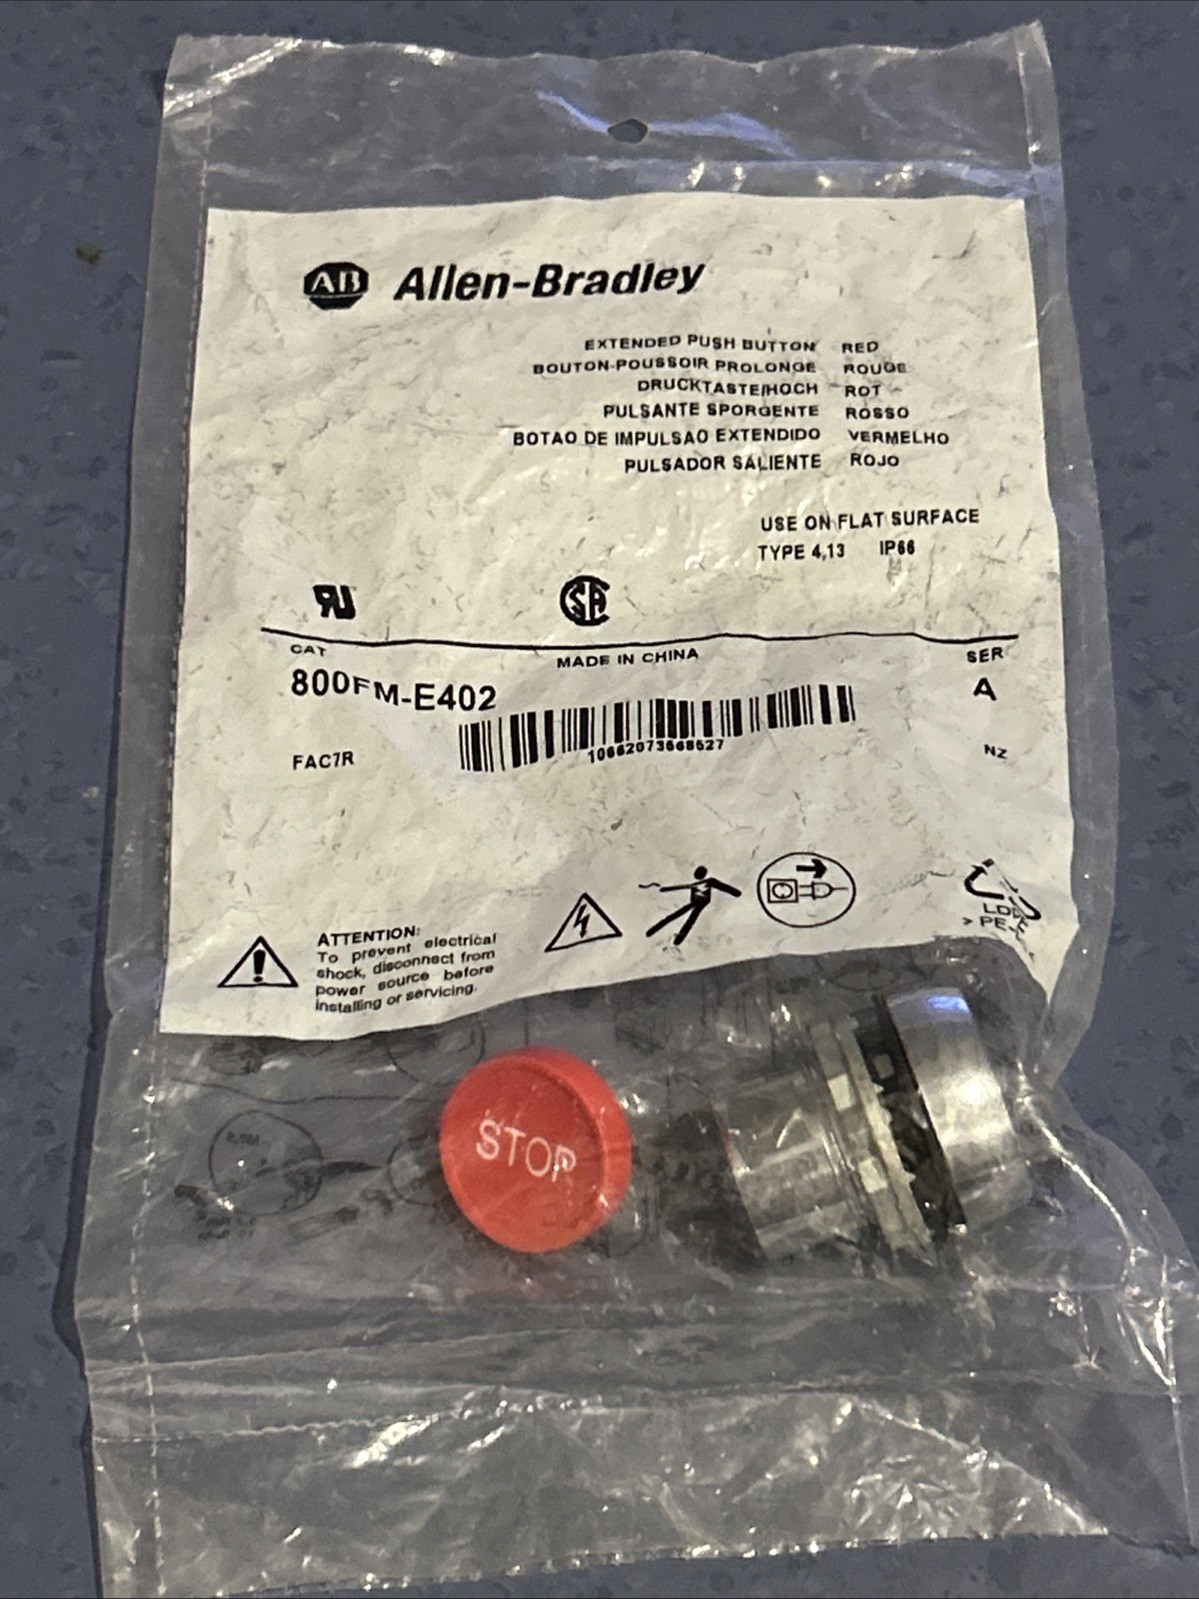 AB Allen-Bradley
EXTENDED PUSH BUTTON RED
BOUTON-POUSSOIR PROLONGE ROUGE
DRUCKTASTE/HOCH ROT
PULSANTE SPORGENTE ROSSO
BOTAO DE IMPULSAO EXTENDIDO VERMELHO
PULSADOR SALIENTE ROJO
USE ON FLAT SURFACE
TYPE 4,13 IP66
CAT
MADE IN CHINA
SER
800FM-E402
A
10662073568527
FAC7R
NZ
ATTENTION:
To prevent electrical
shock, disconnect from
power source before
installing or servicing.
STOP